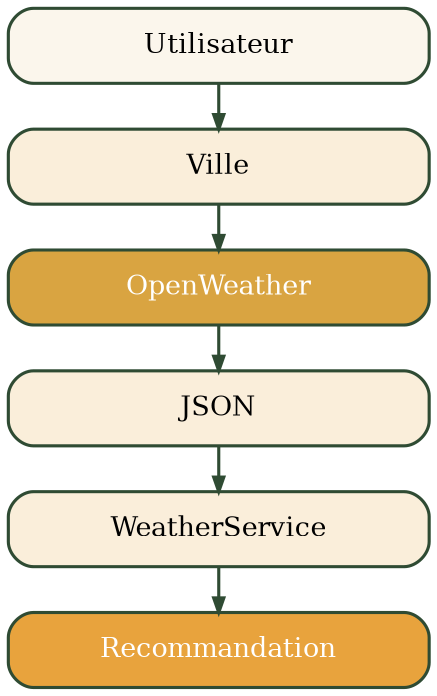 Utilisateur
Ville
OpenWeather
JSON
WeatherService
Recommandation